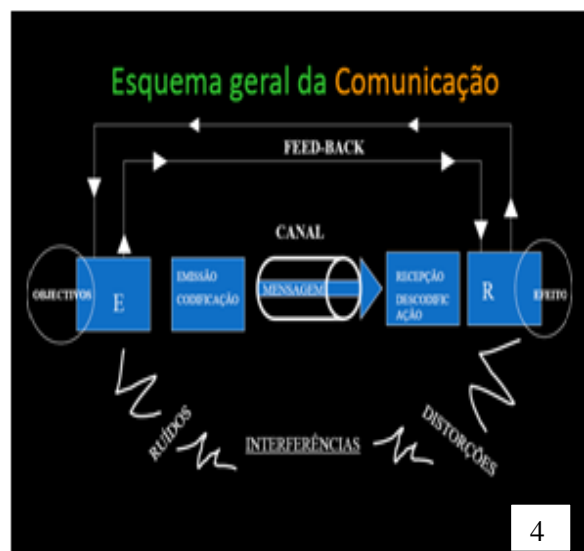 Esquema geral da Comunicação
FEED-BACK
CANAL
OBJECTIVOS
E
EMISSÃO
CODIFICAÇÃO
MENSAGEM
RECEPÇÃO
DESCODIFIC
AÇÃO
R
EFEITO
RUÍDOS
INTERFERÊNCIAS
DISTORÇÕES
4